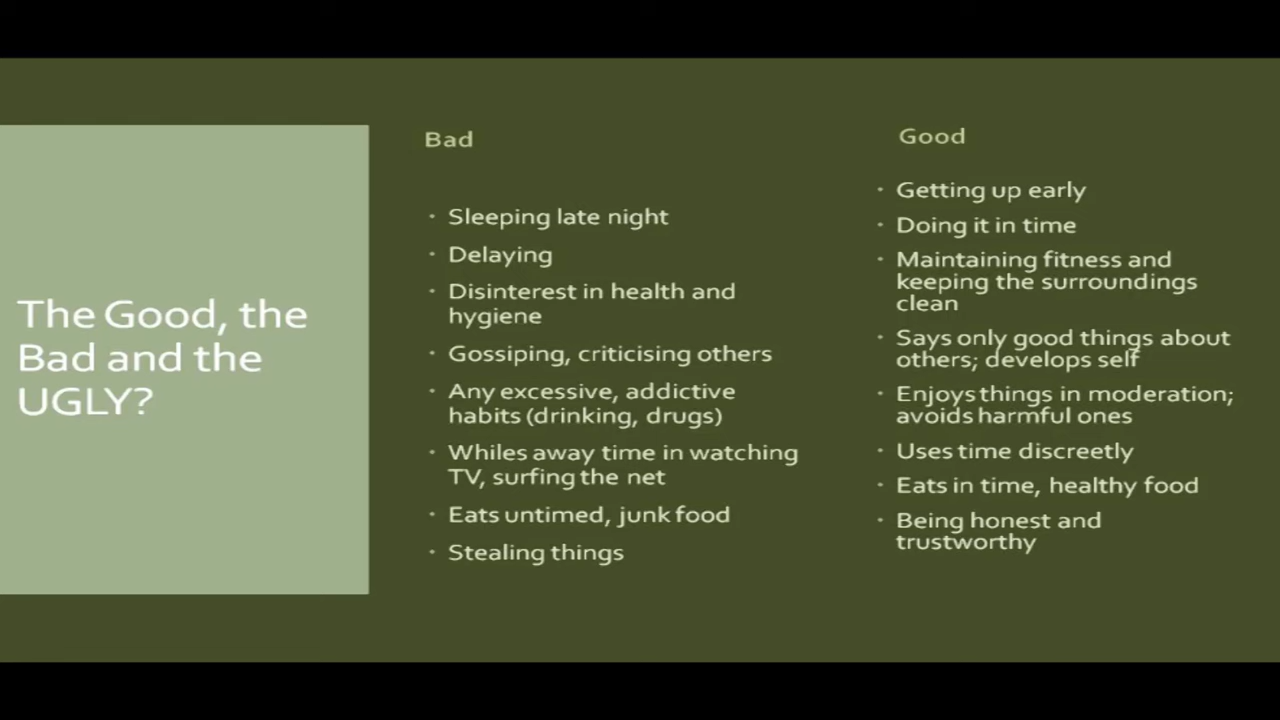 The Good, the
Bad and the
UGLY?
Bad
Sleeping late night
Delaying
Disinterest in health and
hygiene
Gossiping, criticising others
Any excessive, addictive
habits (drinking, drugs)
Whiles away time in watching
TV, surfing the net
Eats untimed, junk food
Stealing things
Good
Getting up early
Doing it in time
Maintaining fitness and
keeping the surroundings
clean
Says only good things about
others; develops self
Enjoys things in moderation;
avoids harmful ones
Uses time discreetly
Eats in time, healthy food
Being honest and
trustworthy